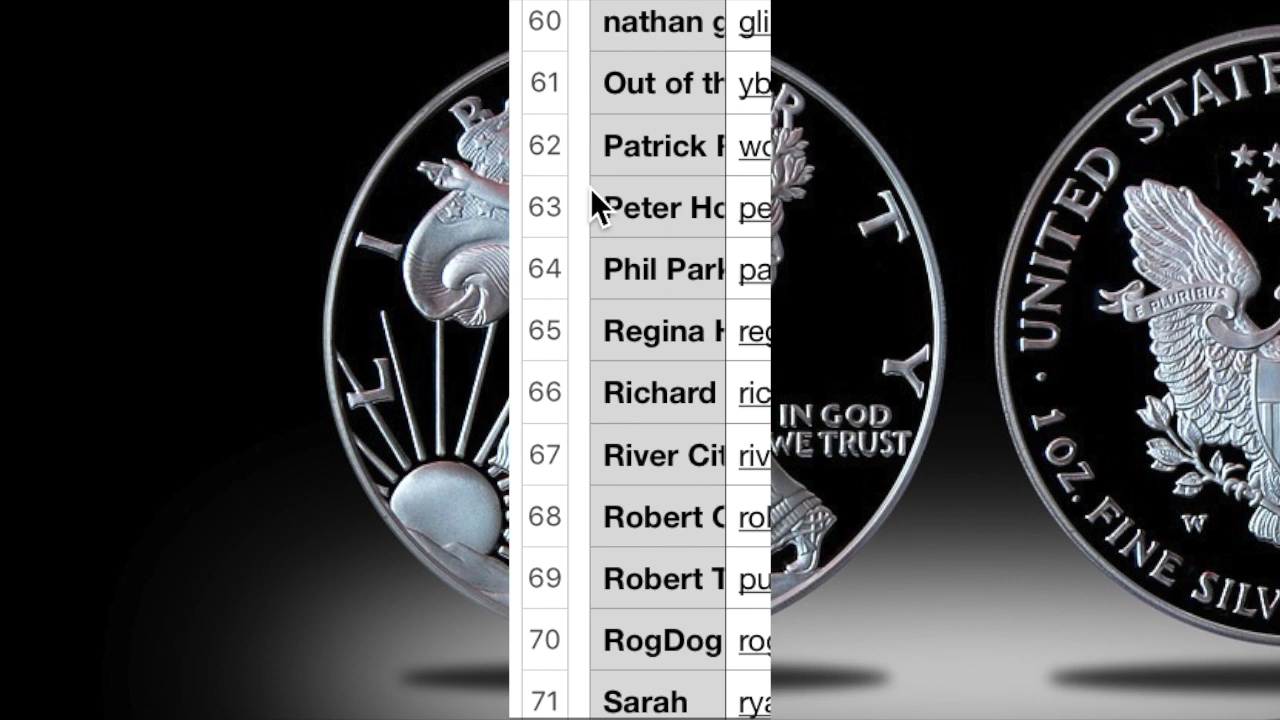 60 nathan g gli
61 Out of th yb
62 Patrick wo
63 Peter Ho pe
64 Phil Park pa
65 Regina H reg
66 Richard ric
67 River Cit riv
68 Robert C rol
69 Robert T pu
70 RogDog rog
71 Sarah rya
L I B R T Y
IN GOD
WE TRUST
UNITED STATE
E PLURIBUS
W
1 OZ. FINE SILV